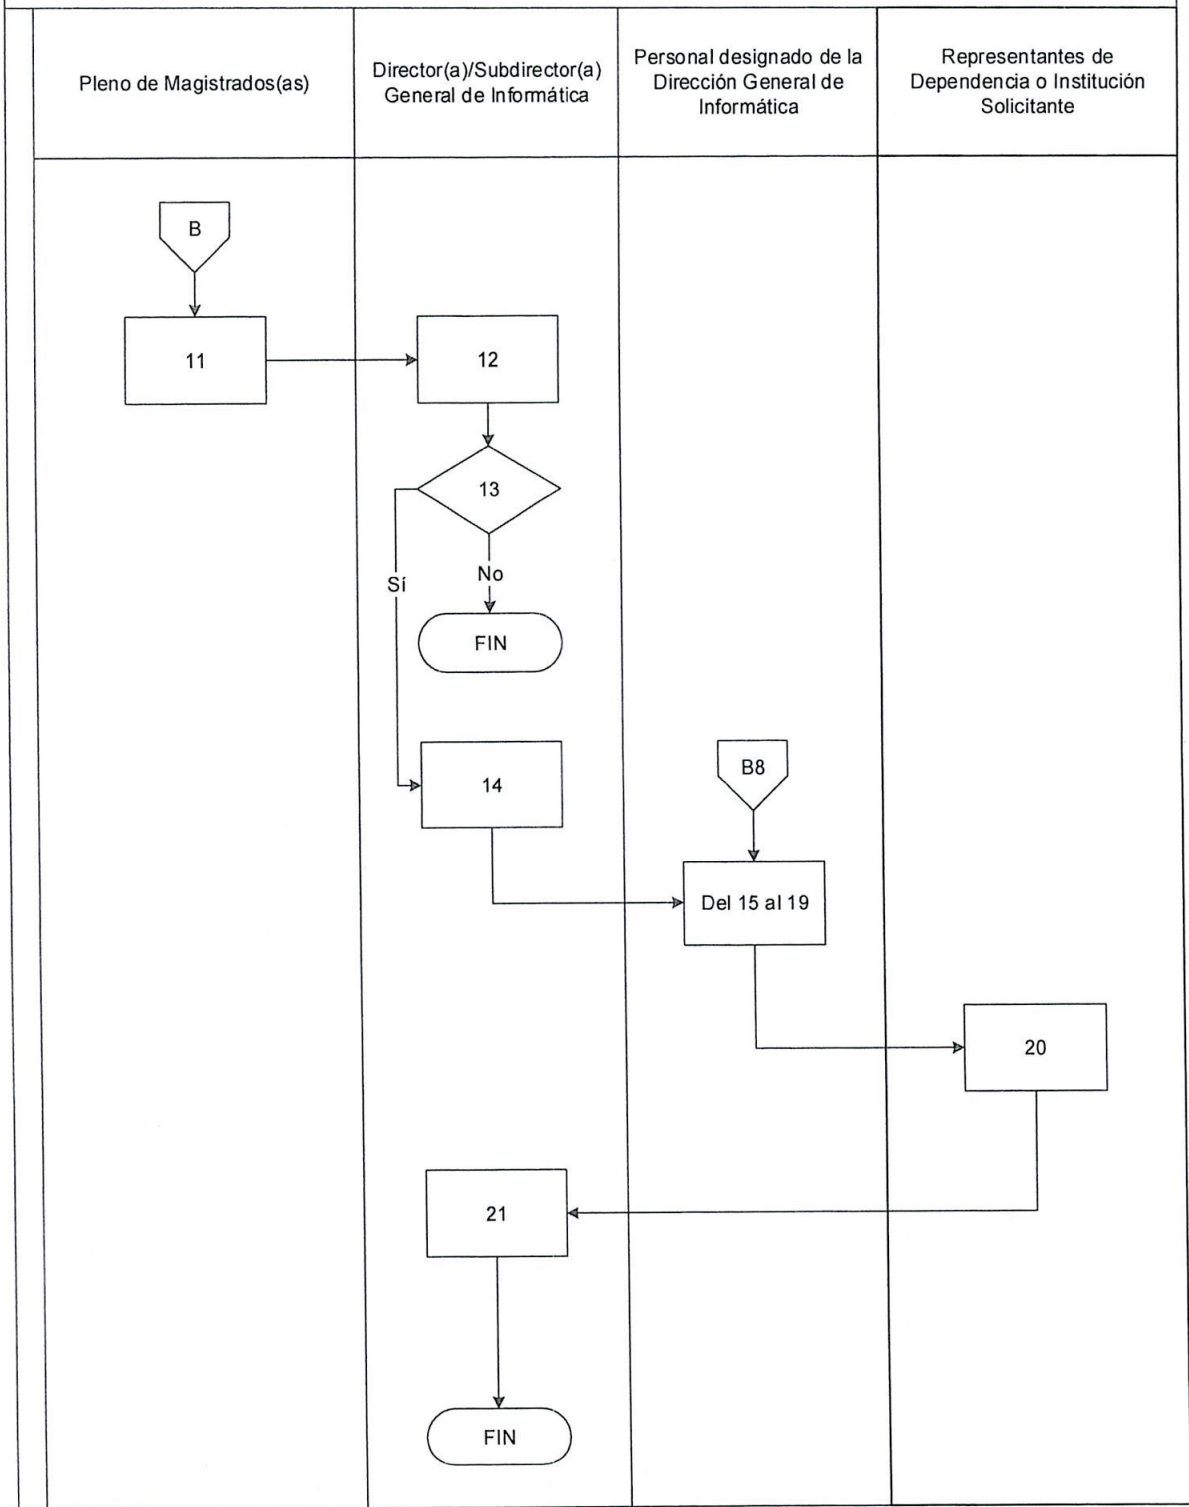 Pleno de Magistrados(as)
Director(a)/Subdirector(a)
General de Informática
Personal designado de la
Dirección General de
Informática
Representantes de
Dependencia o Institución
Solicitante
B
11
12
13
Sí
No
FIN
14
B8
Del 15 al 19
20
21
FIN